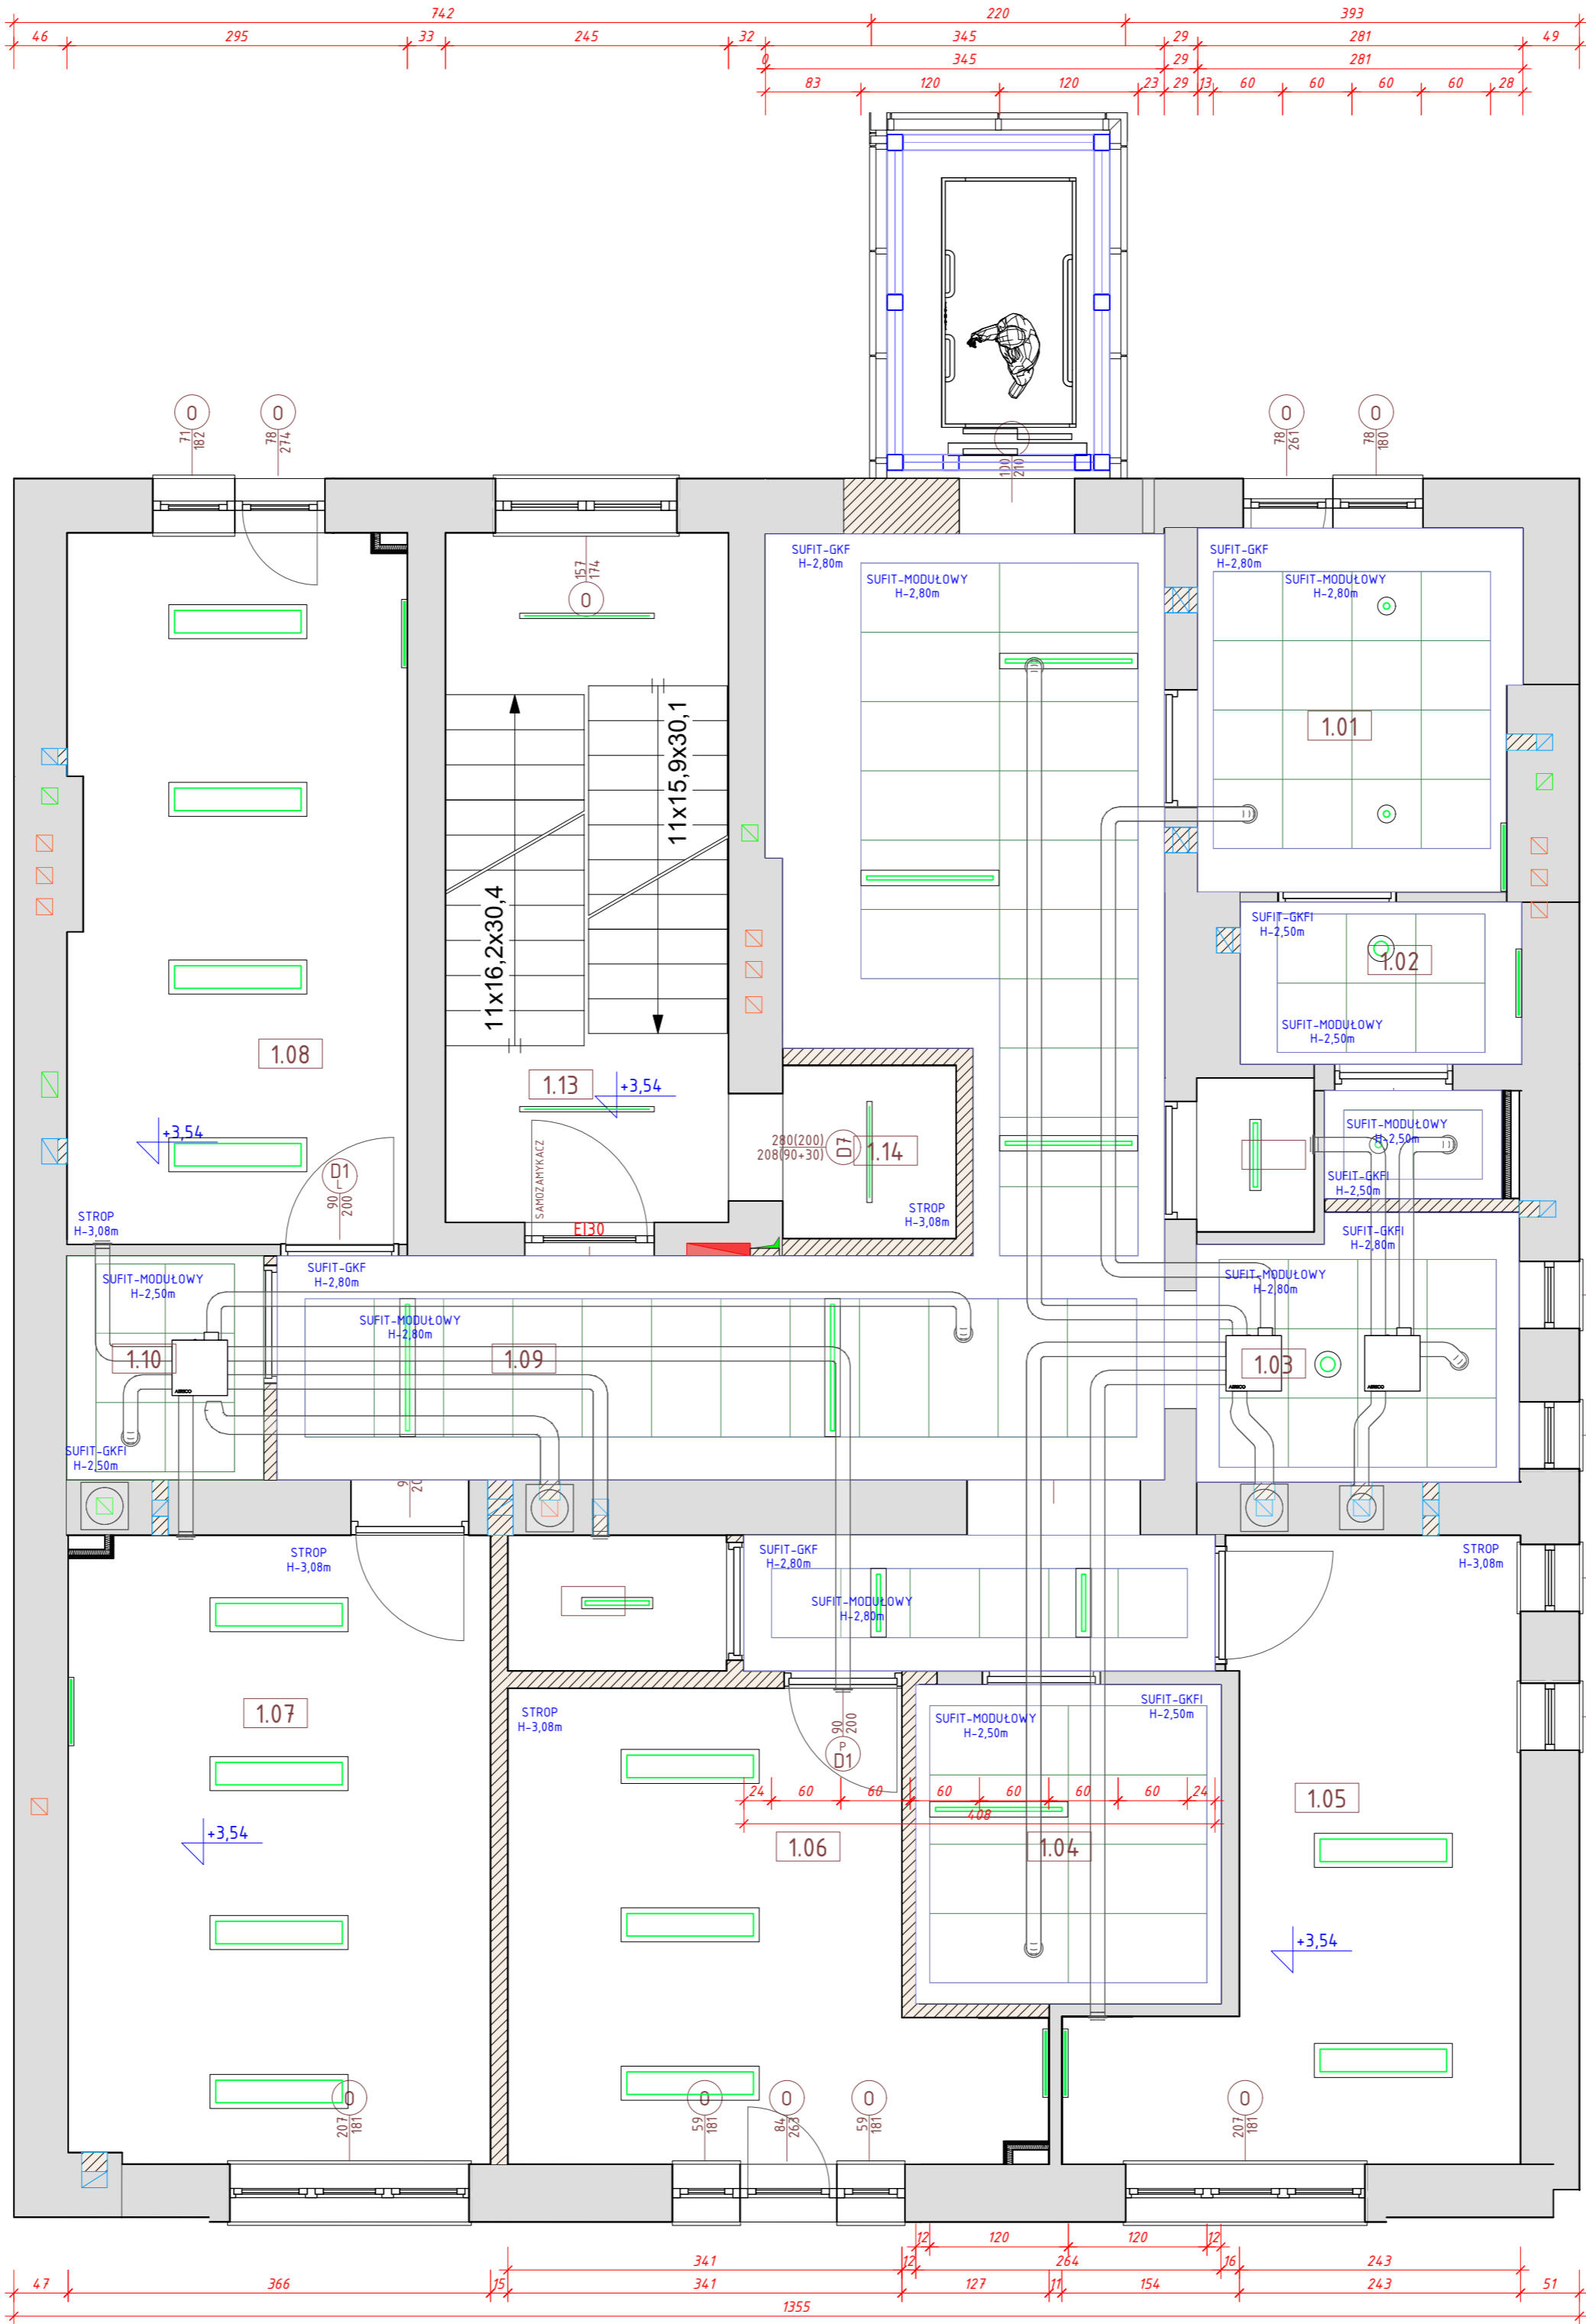 742
220
393
46
295
33
245
32
345
29
281
49
0
345
29
281
83
120
120
23
29
13
60
60
60
60
28
0
71
182
0
78
274
0
78
261
0
78
180
100
210
157
174
0
SUFIT-GKF
H-2,80m
SUFIT-MODUŁOWY
H-2,80m
SUFIT-GKF
H-2,80m
SUFIT-MODUŁOWY
H-2,80m
1.01
11x15,9x30,1
11x16,2x30,4
SUFIT-GKFI
H-2,50m
1.02
SUFIT-MODUŁOWY
H-2,50m
1.08
1.13
+3,54
+3,54
SAMOZAMYKACZ
EI30
280(200)
208(90+30)
D7
1.14
STROP
H-3,08m
SUFIT-MODUŁOWY
H-2,50m
SUFIT-GKFI
H-2,50m
D1
L
90
200
STROP
H-3,08m
SUFIT-GKFI
H-2,80m
SUFIT-MODUŁOWY
H-2,50m
SUFIT-GKF
H-2,80m
SUFIT-MODUŁOWY
H-2,80m
SUFIT-MODUŁOWY
H-2,80m
1.10
1.09
1.03
AERECO
AERECO
AERECO
SUFIT-GKFI
H-2,50m
STROP
H-3,08m
SUFIT-GKF
H-2,80m
SUFIT-MODUŁOWY
H-2,80m
STROP
H-3,08m
1.07
STROP
H-3,08m
90
200
P
D1
SUFIT-GKFI
H-2,50m
SUFIT-MODUŁOWY
H-2,50m
24
60
60
60
60
60
60
24
408
1.05
1.06
1.04
+3,54
+3,54
0
207
181
0
59
181
0
84
263
0
59
181
0
207
181
12
120
120
12
341
12
264
16
243
47
366
15
341
127
11
154
243
51
1355